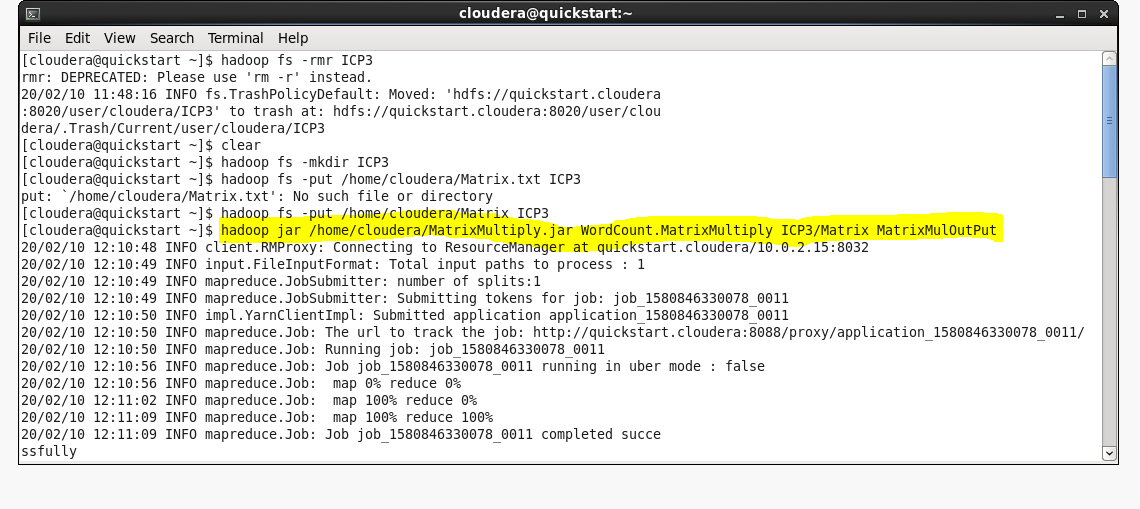 cloudera@quickstart:~
File Edit View Search Terminal Help
[cloudera@quickstart ~]$ hadoop fs -rmr ICP3
rmr: DEPRECATED: Please use 'rm -r' instead.
20/02/10 11:48:16 INFO fs.TrashPolicyDefault: Moved: 'hdfs://quickstart.cloudera
:8020/user/cloudera/ICP3' to trash at: hdfs://quickstart.cloudera:8020/user/clou
dera/.Trash/Current/user/cloudera/ICP3
[cloudera@quickstart ~]$ clear
[cloudera@quickstart ~]$ hadoop fs -mkdir ICP3
[cloudera@quickstart ~]$ hadoop fs -put /home/cloudera/Matrix.txt ICP3
put: `/home/cloudera/Matrix.txt': No such file or directory
[cloudera@quickstart ~]$ hadoop fs -put /home/cloudera/Matrix ICP3
[cloudera@quickstart ~]$ hadoop jar /home/cloudera/MatrixMultiply.jar WordCount.MatrixMultiply ICP3/Matrix MatrixMulOutPut
20/02/10 12:10:48 INFO client.RMProxy: Connecting to ResourceManager at quickstart.cloudera/10.0.2.15:8032
20/02/10 12:10:49 INFO input.FileInputFormat: Total input paths to process : 1
20/02/10 12:10:49 INFO mapreduce.JobSubmitter: number of splits:1
20/02/10 12:10:49 INFO mapreduce.JobSubmitter: Submitting tokens for job: job_1580846330078_0011
20/02/10 12:10:50 INFO impl.YarnClientImpl: Submitted application application_1580846330078_0011
20/02/10 12:10:50 INFO mapreduce.Job: The url to track the job: http://quickstart.cloudera:8088/proxy/application_1580846330078_0011/
20/02/10 12:10:50 INFO mapreduce.Job: Running job: job_1580846330078_0011
20/02/10 12:10:56 INFO mapreduce.Job: Job job_1580846330078_0011 running in uber mode : false
20/02/10 12:10:56 INFO mapreduce.Job:  map 0% reduce 0%
20/02/10 12:11:02 INFO mapreduce.Job:  map 100% reduce 0%
20/02/10 12:11:09 INFO mapreduce.Job:  map 100% reduce 100%
20/02/10 12:11:09 INFO mapreduce.Job: Job job_1580846330078_0011 completed succe
ssfully